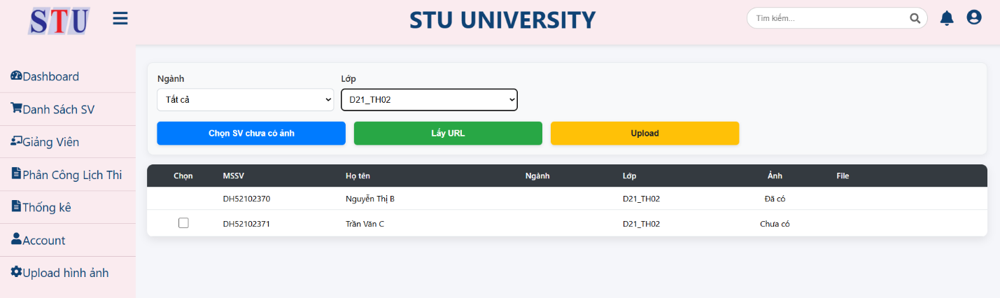 STU
STU UNIVERSITY
Tìm kiếm...
Dashboard
Danh Sách SV
Giảng Viên
Phân Công Lịch Thi
Thống kê
Account
Upload hình ảnh
Ngành Lớp
Tất cả D21_TH02
Chọn SV chưa có ảnh Lấy URL Upload
Chọn MSSV Họ tên Ngành Lớp Ảnh File
DH52102370 Nguyễn Thị B D21_TH02 Đã có
DH52102371 Trần Văn C D21_TH02 Chưa có